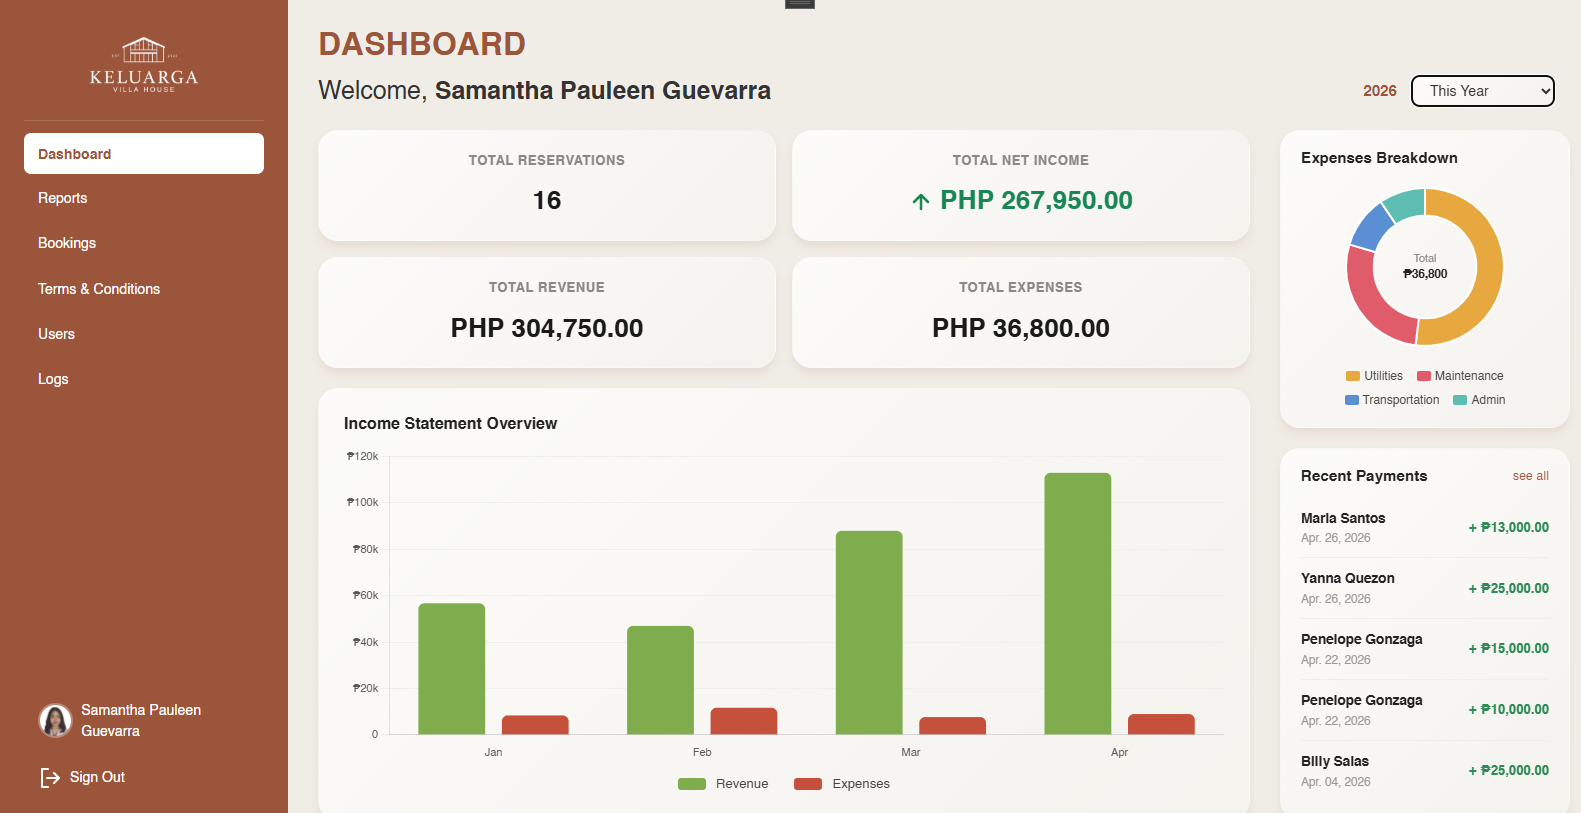 EST 2021
KELUARGA
VILLA HOUSE
Dashboard
Reports
Bookings
Terms & Conditions
Users
Logs
Samantha Pauleen
Guevarra
Sign Out
DASHBOARD
Welcome, Samantha Pauleen Guevarra
2026 This Year
TOTAL RESERVATIONS
16
TOTAL NET INCOME
↑ PHP 267,950.00
TOTAL REVENUE
PHP 304,750.00
TOTAL EXPENSES
PHP 36,800.00
Income Statement Overview
₱120k
₱100k
₱80k
₱60k
₱40k
₱20k
0
Jan Feb Mar Apr
Revenue Expenses
Expenses Breakdown
Total
₱36,800
Utilities Maintenance
Transportation Admin
Recent Payments see all
Maria Santos
Apr. 26, 2026
+ ₱13,000.00
Yanna Quezon
Apr. 26, 2026
+ ₱25,000.00
Penelope Gonzaga
Apr. 22, 2026
+ ₱15,000.00
Penelope Gonzaga
Apr. 22, 2026
+ ₱10,000.00
Billy Salas
Apr. 04, 2026
+ ₱25,000.00